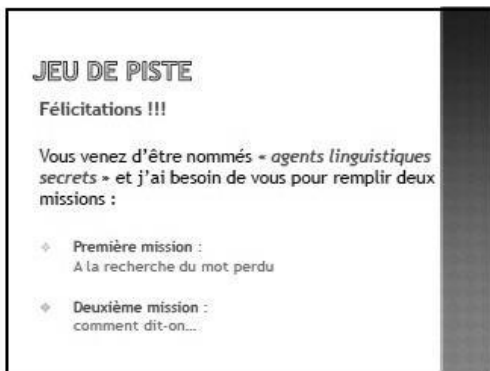 JEU DE PISTE
Félicitations !!!
Vous venez d'être nommés « agents linguistiques
secrets » et j'ai besoin de vous pour remplir deux
missions :
Première mission :
A la recherche du mot perdu
Deuxième mission :
comment dit-on...